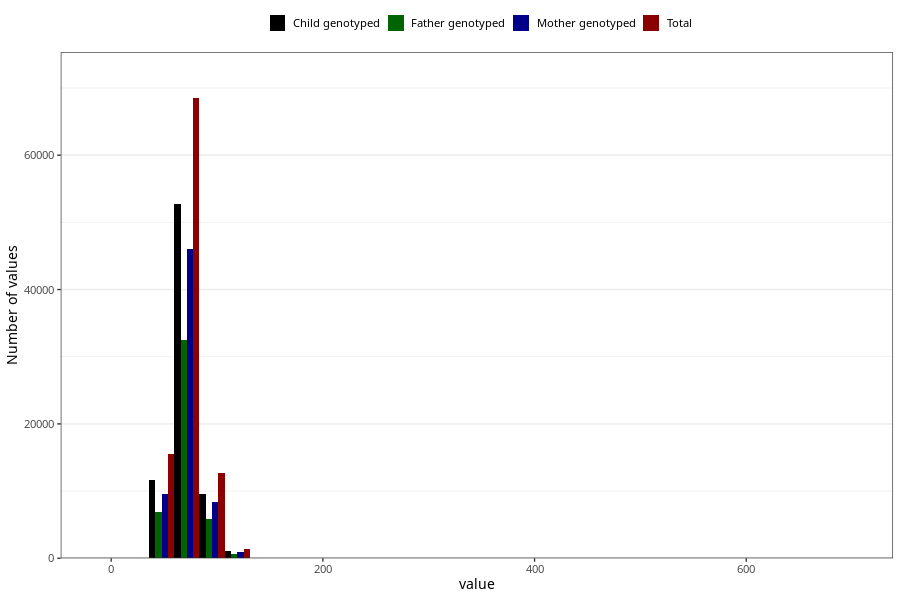 Child genotyped Father genotyped Mother genotyped Total
Number of values
60000
40000
20000
0
0 200 400 600
value